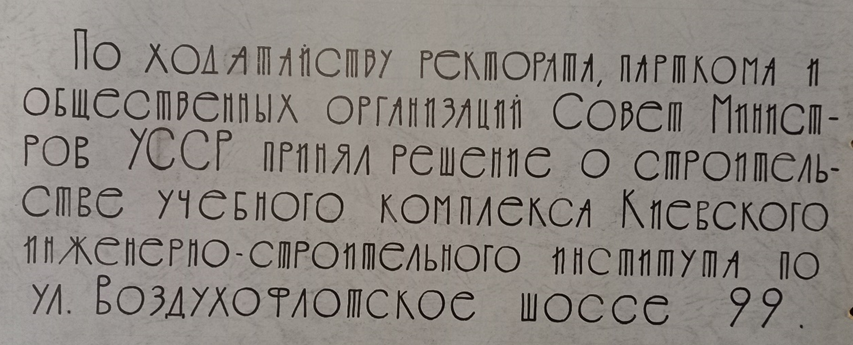 По ходатайству ректората, парткома и
общественных организаций Совет Минист-
ров УССР принял решение о строитель-
стве учебного комплекса Киевского
инженерно-строительного института по
ул. Воздухофлотское шоссе 99.